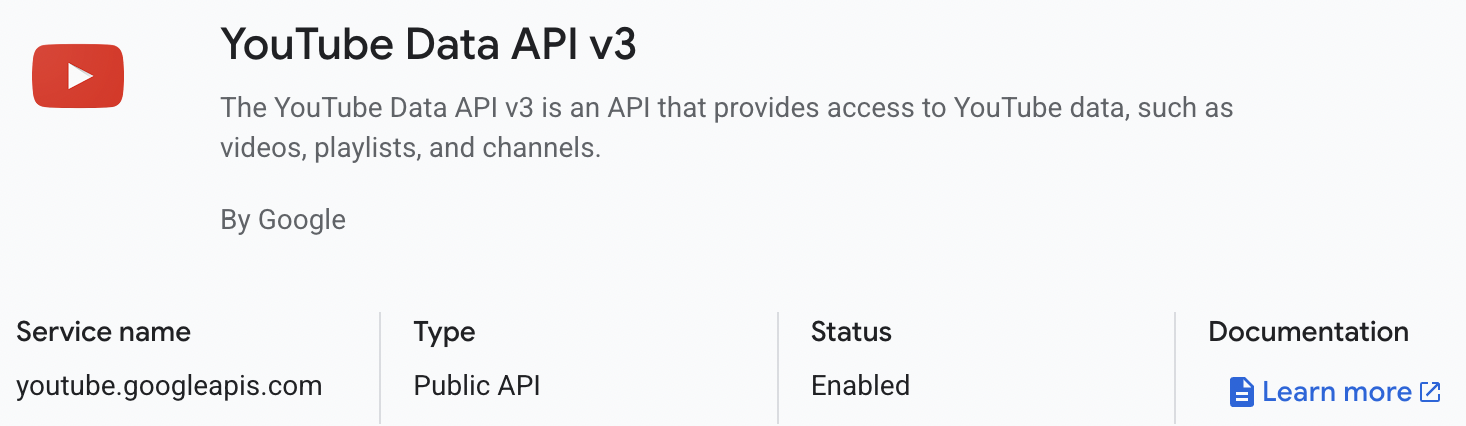 YouTube Data API v3
The YouTube Data API v3 is an API that provides access to YouTube data, such as
videos, playlists, and channels.
By Google
Service name
youtube.googleapis.com
Type
Public API
Status
Enabled
Documentation
Learn more